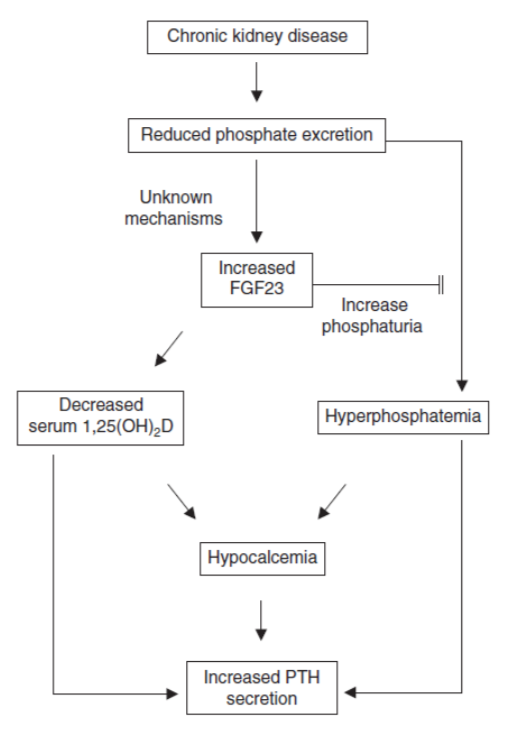 Chronic kidney disease
Reduced phosphate excretion
Unknown
mechanisms
Increased
FGF23
Increase
phosphaturia
Decreased
serum 1,25(OH)₂D
Hyperphosphatemia
Hypocalcemia
Increased PTH
secretion